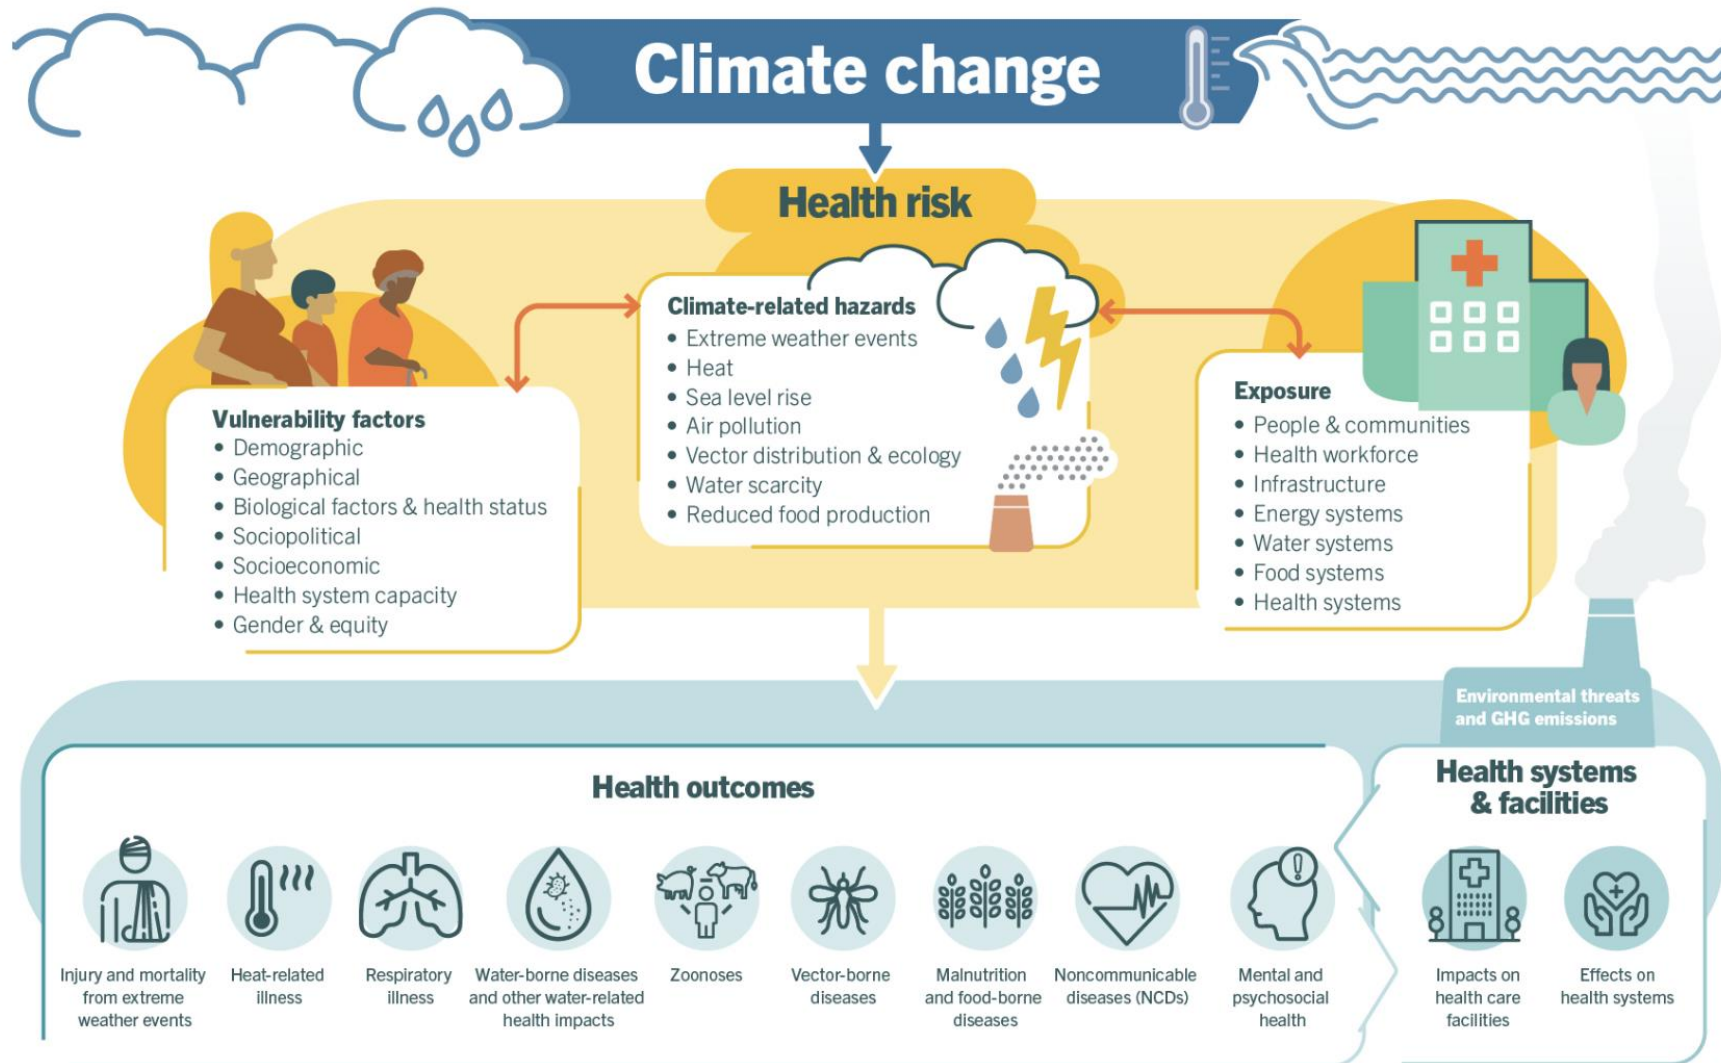 Climate change
Health risk
Vulnerability factors
• Demographic
• Geographical
• Biological factors & health status
• Sociopolitical
• Socioeconomic
• Health system capacity
• Gender & equity
Climate-related hazards
• Extreme weather events
• Heat
• Sea level rise
• Air pollution
• Vector distribution & ecology
• Water scarcity
• Reduced food production
Exposure
• People & communities
• Health workforce
• Infrastructure
• Energy systems
• Water systems
• Food systems
• Health systems
Environmental threats
and GHG emissions
Health outcomes
Injury and mortality
from extreme
weather events
Heat-related
illness
Respiratory
illness
Water-borne diseases
and other water-related
health impacts
Zoonoses
Vector-borne
diseases
Malnutrition
and food-borne
diseases
Noncommunicable
diseases (NCDs)
Mental and
psychosocial
health
Health systems
& facilities
Impacts on
health care
facilities
Effects on
health systems